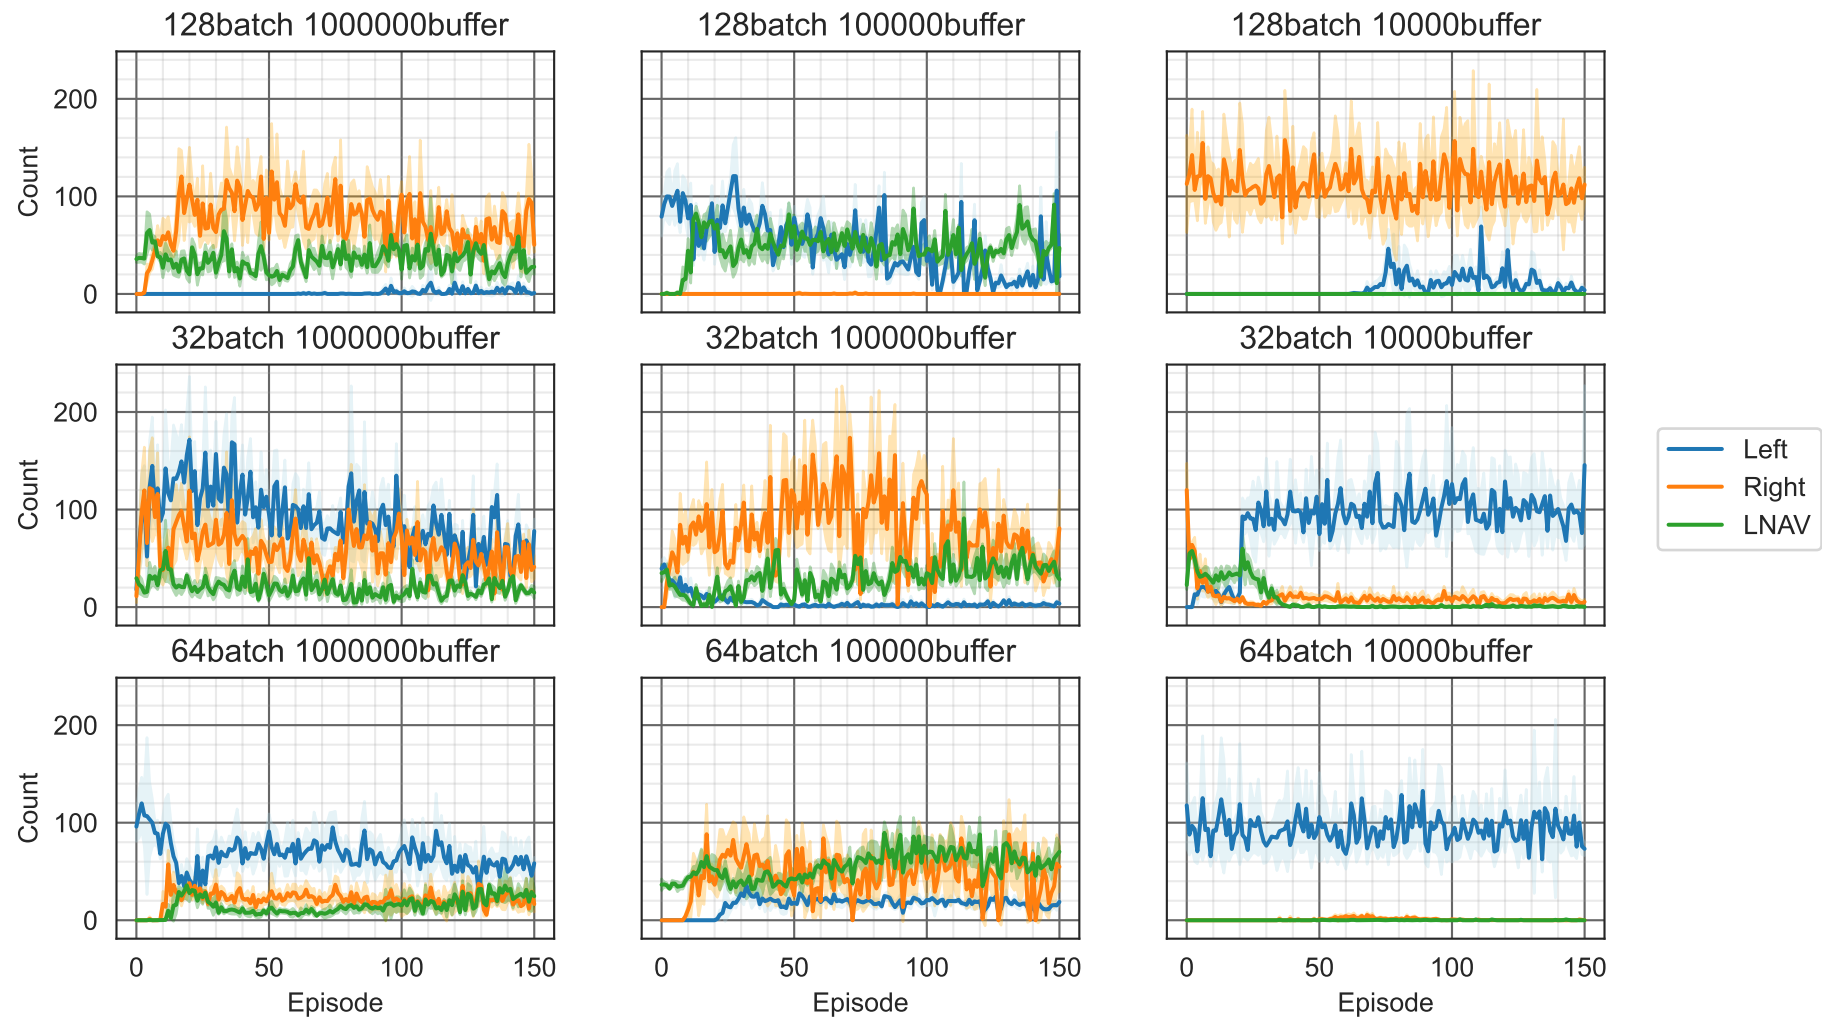 128batch 1000000buffer
128batch 100000buffer
128batch 10000buffer
Count
200
100
0
32batch 1000000buffer
32batch 100000buffer
32batch 10000buffer
Count
200
100
0
Left
Right
LNAV
64batch 1000000buffer
64batch 100000buffer
64batch 10000buffer
Count
200
100
0
0 50 100 150
0 50 100 150
0 50 100 150
Episode
Episode
Episode